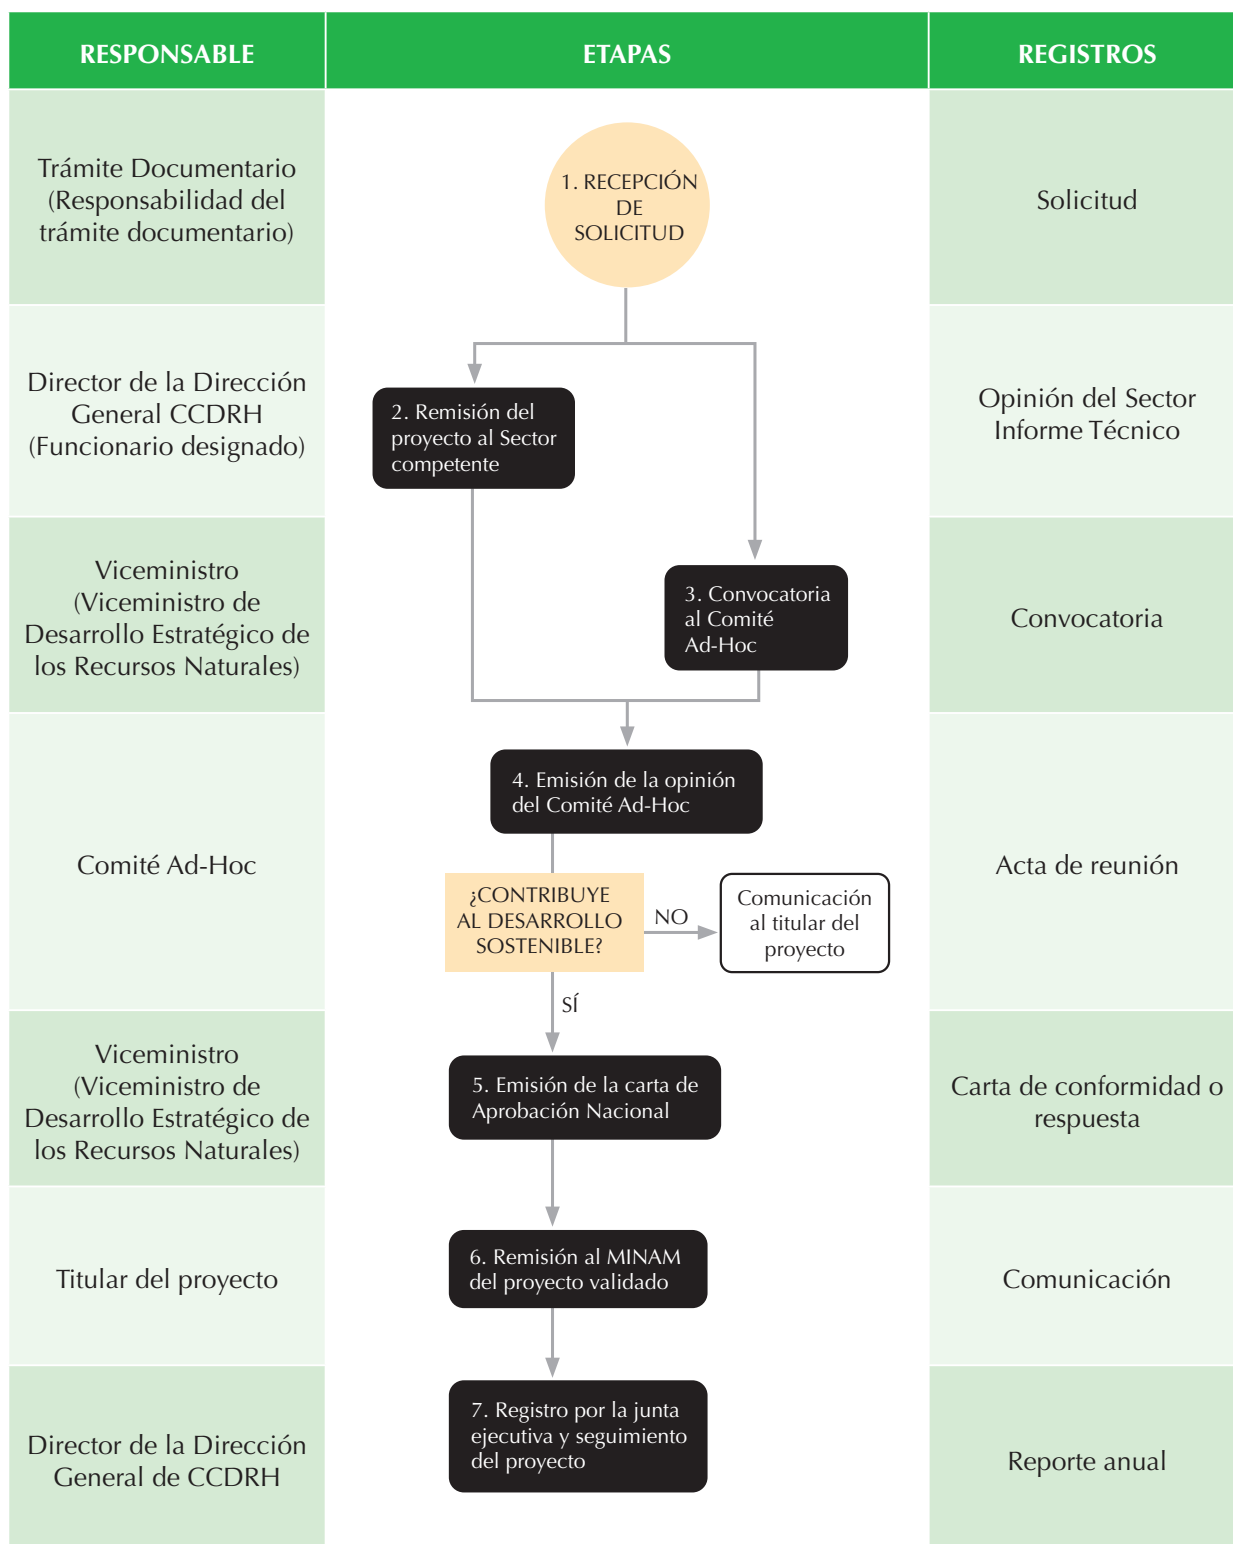 RESPONSABLE
ETAPAS
REGISTROS
Trámite Documentario
(Responsabilidad del
trámite documentario)
1. RECEPCIÓN
DE
SOLICITUD
Solicitud
Director de la Dirección
General CCDRH
(Funcionario designado)
2. Remisión del
proyecto al Sector
competente
Opinión del Sector
Informe Técnico
Viceministro
(Viceministro de
Desarrollo Estratégico de
los Recursos Naturales)
3. Convocatoria
al Comité
Ad-Hoc
Convocatoria
Comité Ad-Hoc
4. Emisión de la opinión
del Comité Ad-Hoc
¿CONTRIBUYE
AL DESARROLLO
SOSTENIBLE?
NO
Comunicación
al titular del
proyecto
SÍ
Acta de reunión
Viceministro
(Viceministro de
Desarrollo Estratégico de
los Recursos Naturales)
5. Emisión de la carta de
Aprobación Nacional
Carta de conformidad o
respuesta
Titular del proyecto
6. Remisión al MINAM
del proyecto validado
Comunicación
Director de la Dirección
General de CCDRH
7. Registro por la junta
ejecutiva y seguimiento
del proyecto
Reporte anual